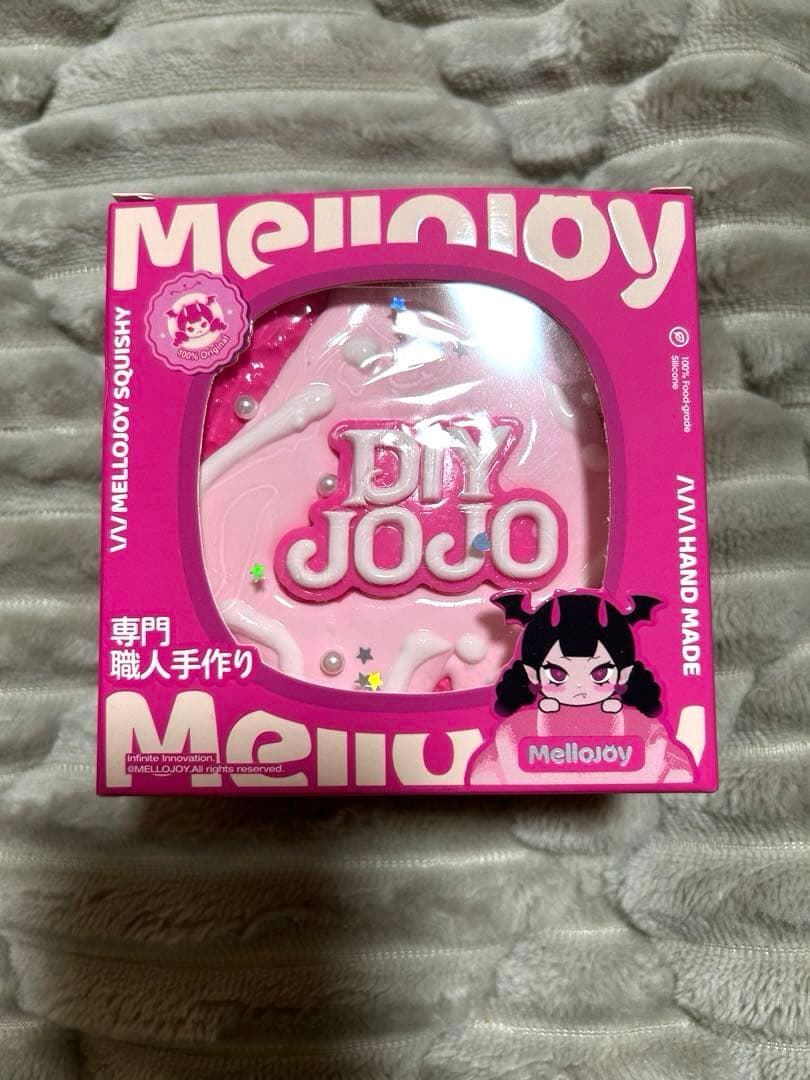 Mellojoy
100% Original
VV MELLOJOY SQUISHY
100% Food-grade
Silicone
DIY
JOJO
HAND MADE
専門
職人手作り
Mellojoy
Infinite Innovation.
@MELLOJOY.All rights reserved.
MelloJoy